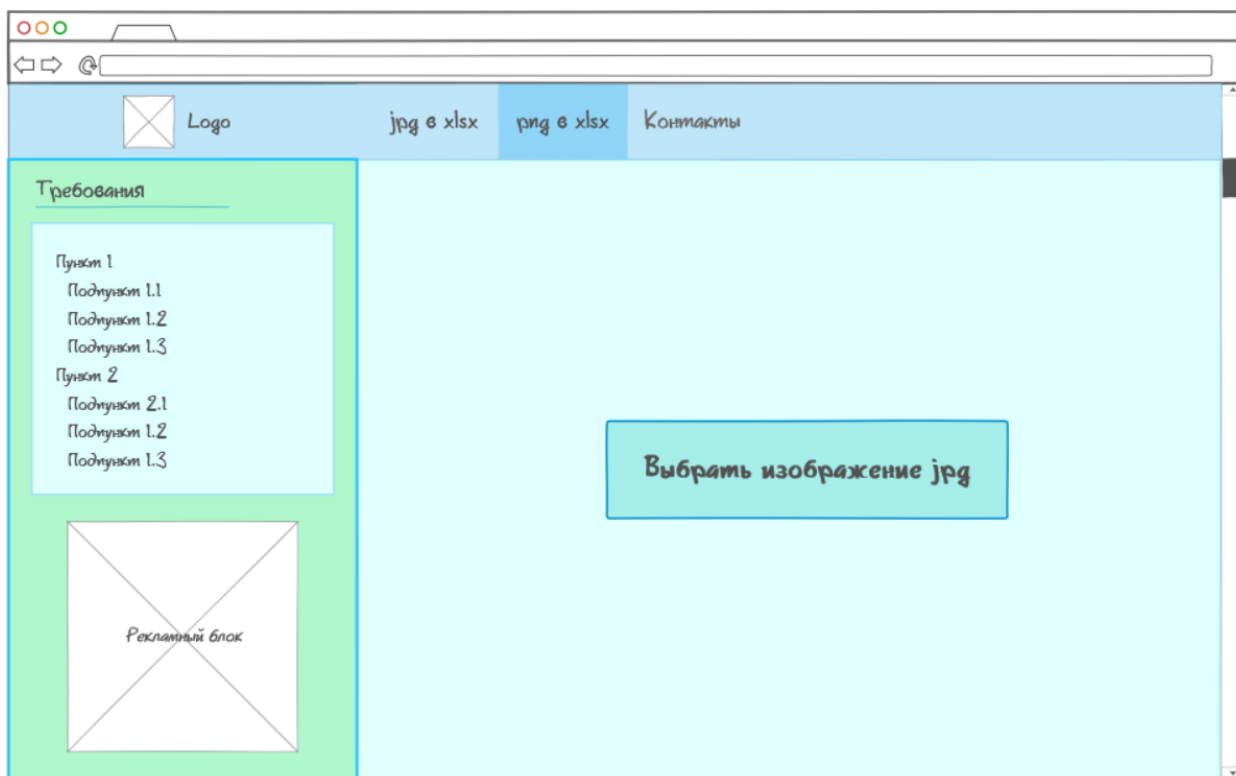 Logo
jpg в xlsx
png в xlsx
Контакты
Требования
Пункт 1
Подпункт 1.1
Подпункт 1.2
Подпункт 1.3
Пункт 2
Подпункт 2.1
Подпункт 1.2
Подпункт 1.3
Выбрать изображение jpg
Рекламный блок